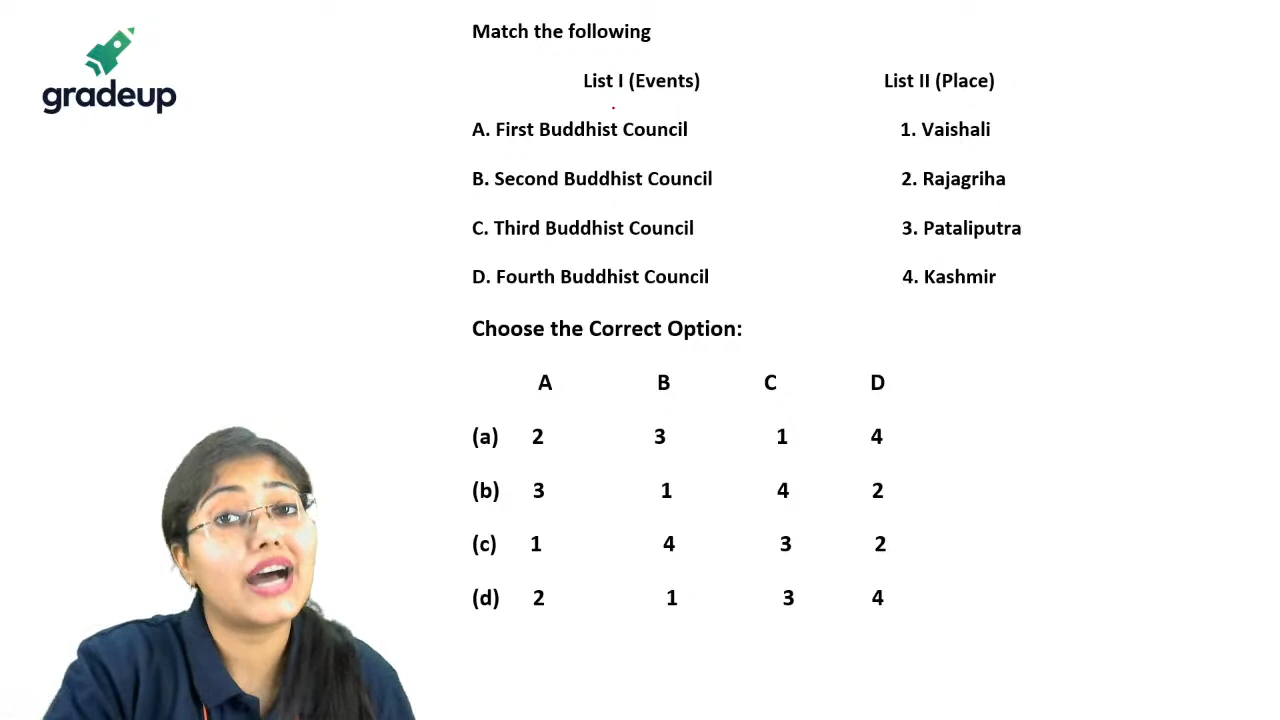 gradeup
Match the following
List I (Events) List II (Place)
A. First Buddhist Council 1. Vaishali
B. Second Buddhist Council 2. Rajagriha
C. Third Buddhist Council 3. Pataliputra
D. Fourth Buddhist Council 4. Kashmir
Choose the Correct Option:
A B C D
(a) 2 3 1 4
(b) 3 1 4 2
(c) 1 4 3 2
(d) 2 1 3 4